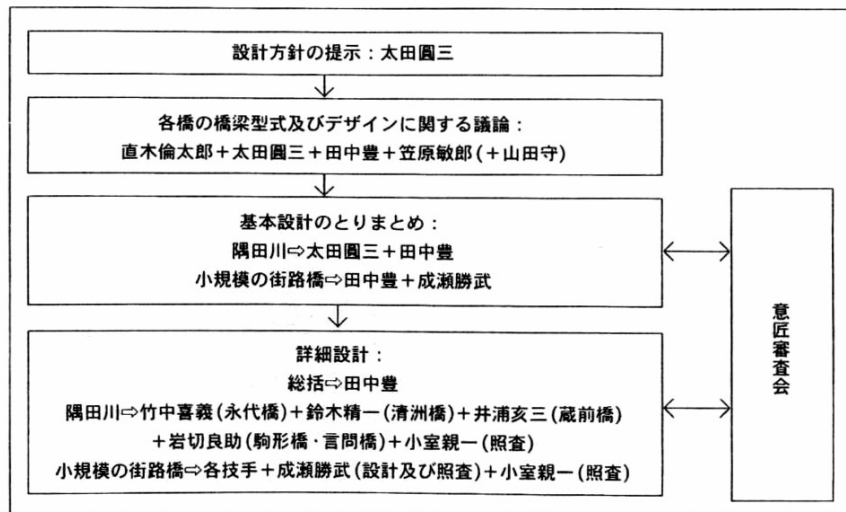 設計方針の提示：太田圓三
各橋の橋梁型式及びデザインに関する議論：
直木倫太郎＋太田圓三＋田中豊＋笠原敏郎(＋山田守)
基本設計のとりまとめ：
隅田川⇨太田圓三＋田中豊
小規模の街路橋⇨田中豊＋成瀬勝武
詳細設計：
総括⇨田中豊
隅田川⇨竹中喜義(永代橋)＋鈴木精一(清洲橋)＋井浦亥三(蔵前橋)
＋岩切良助(駒形橋・言問橋)＋小室親一(照査)
小規模の街路橋⇨各技手＋成瀬勝武(設計及び照査)＋小室親一(照査)
意匠審査会